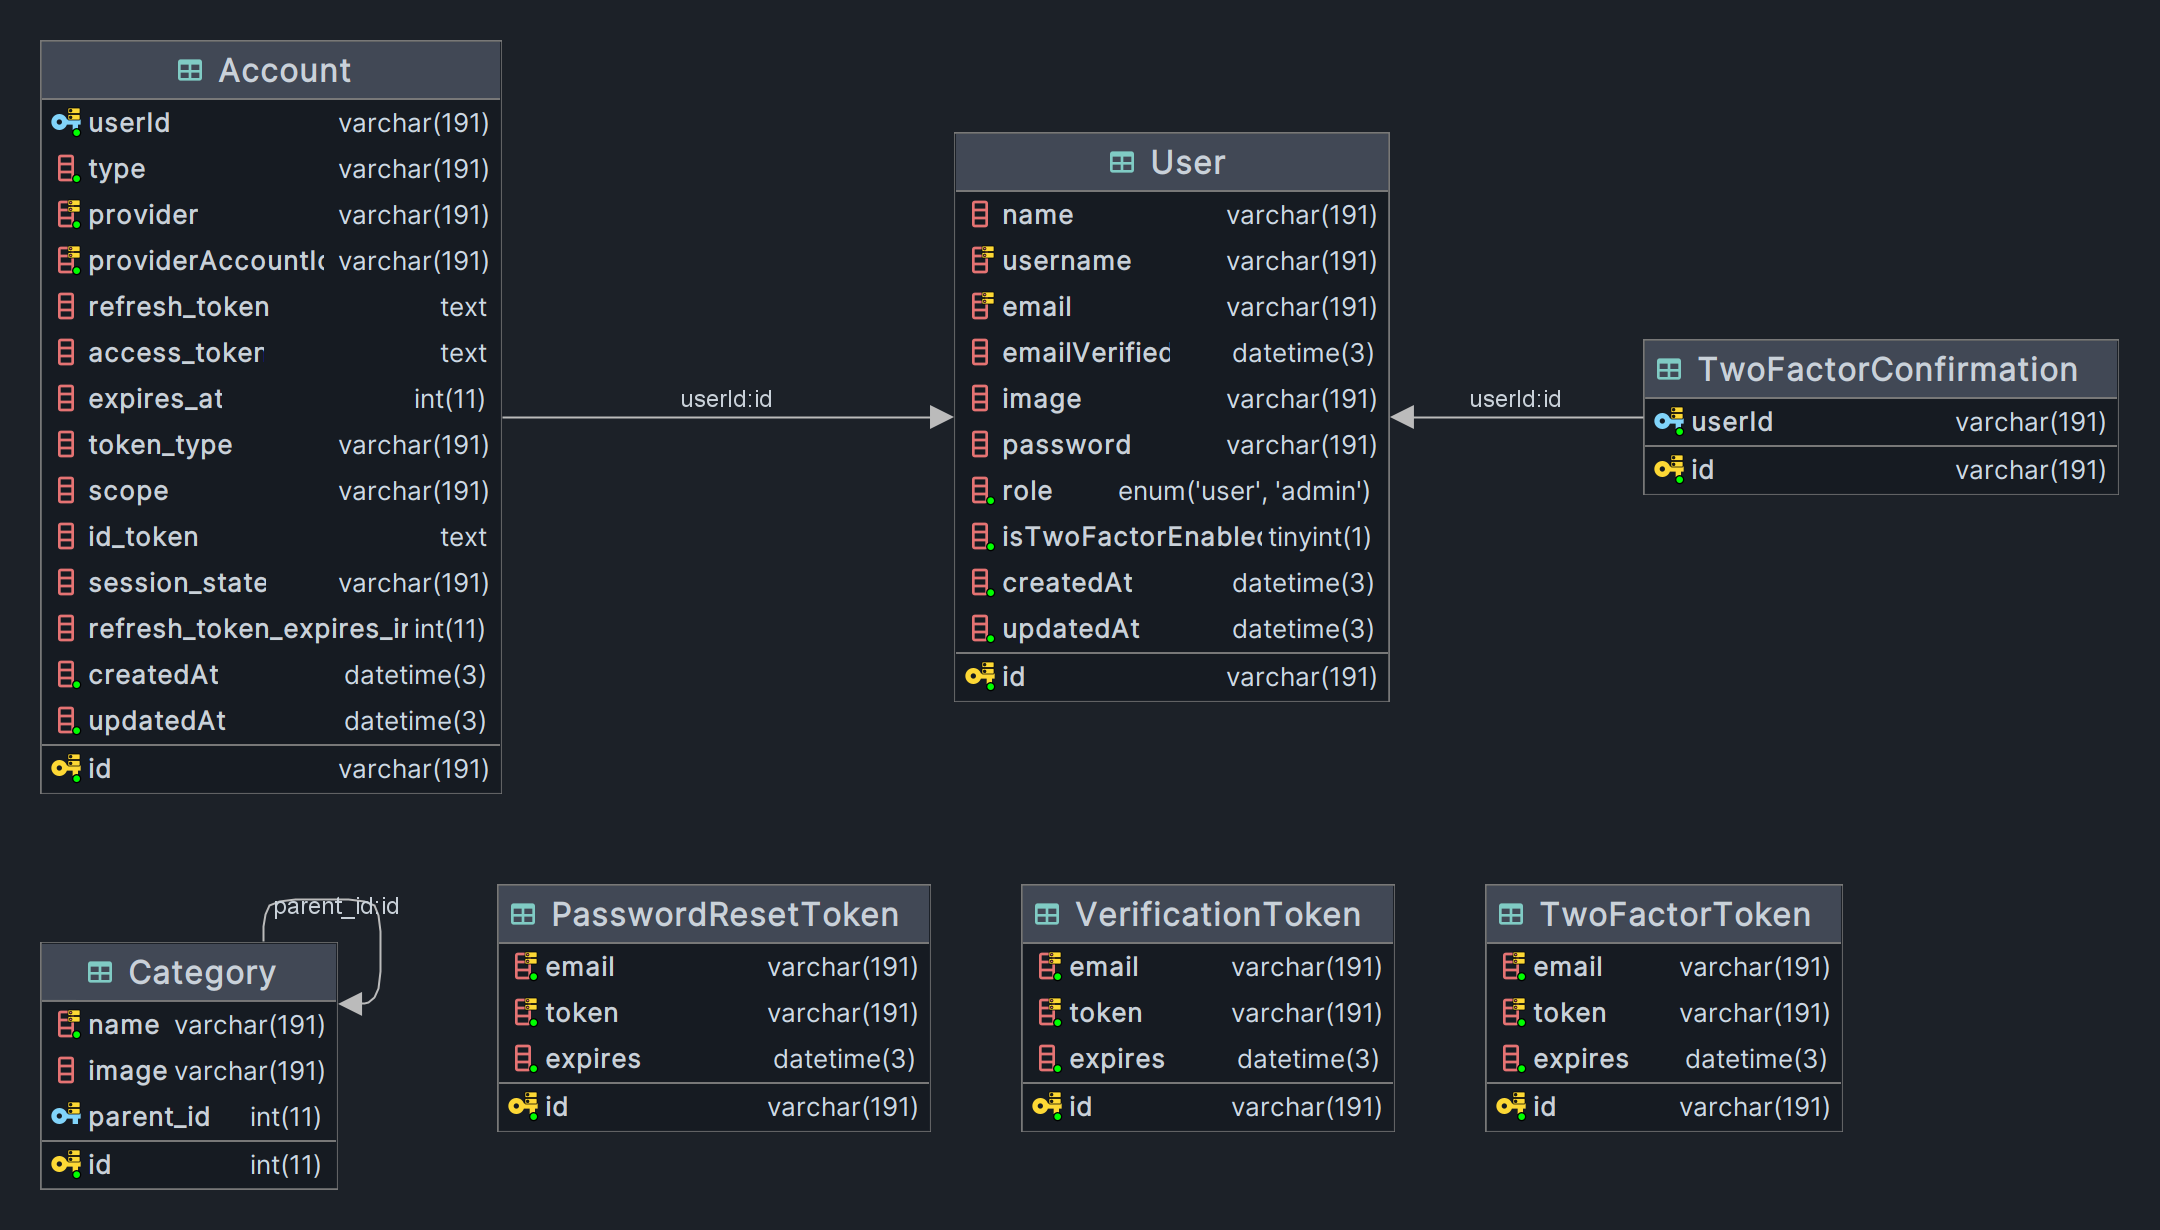 Account
userId varchar(191)
type varchar(191)
provider varchar(191)
providerAccountId varchar(191)
refresh_token text
access_token text
expires_at int(11)
token_type varchar(191)
scope varchar(191)
id_token text
session_state varchar(191)
refresh_token_expires_in int(11)
createdAt datetime(3)
updatedAt datetime(3)
id varchar(191)
userId:id
User
name varchar(191)
username varchar(191)
email varchar(191)
emailVerified datetime(3)
image varchar(191)
password varchar(191)
role enum('user', 'admin')
isTwoFactorEnabled tinyint(1)
createdAt datetime(3)
updatedAt datetime(3)
id varchar(191)
userId:id
TwoFactorConfirmation
userId varchar(191)
id varchar(191)
parent_id:id
Category
name varchar(191)
image varchar(191)
parent_id int(11)
id int(11)
PasswordResetToken
email varchar(191)
token varchar(191)
expires datetime(3)
id varchar(191)
VerificationToken
email varchar(191)
token varchar(191)
expires datetime(3)
id varchar(191)
TwoFactorToken
email varchar(191)
token varchar(191)
expires datetime(3)
id varchar(191)